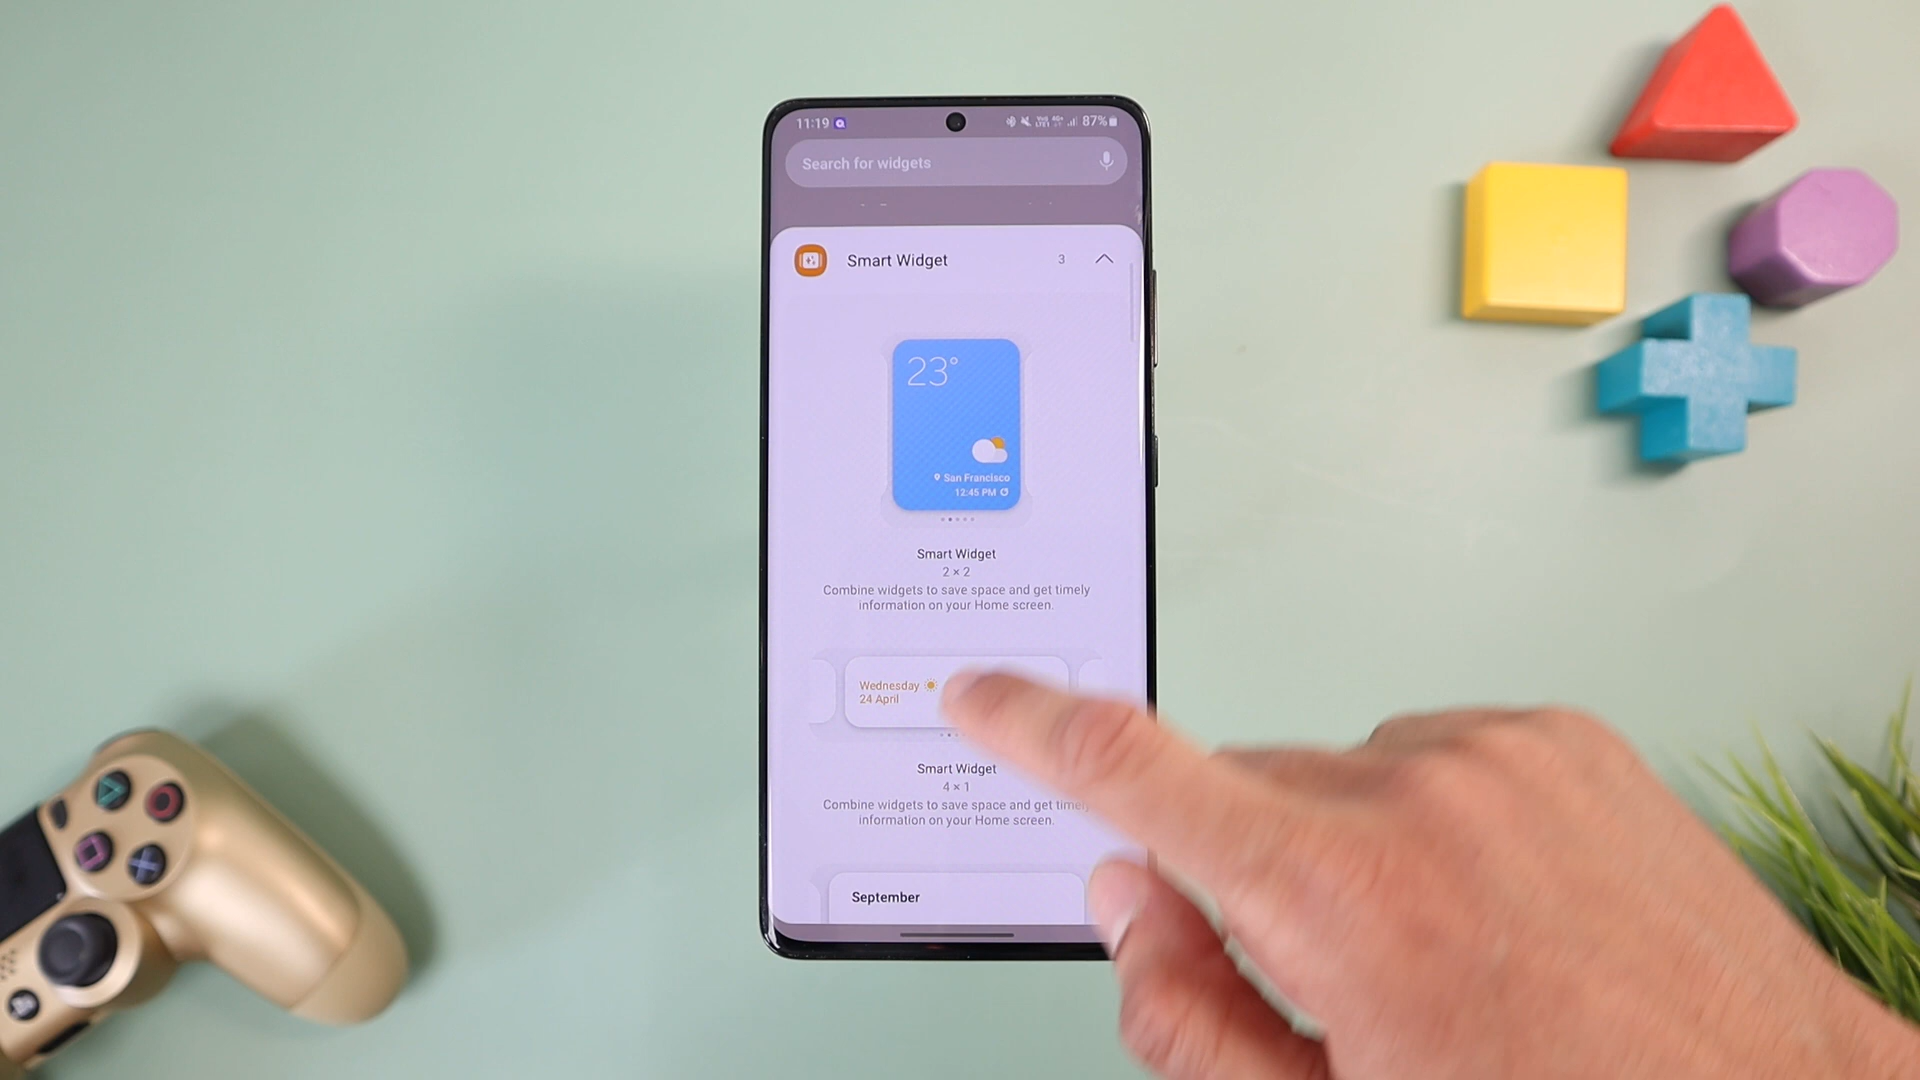 11:19
87%
Search for widgets
Smart Widget
3
23°
San Francisco
12:45 PM
Smart Widget
2 × 2
Combine widgets to save space and get timely
information on your Home screen.
Wednesday
24 April
Smart Widget
4 × 1
Combine widgets to save space and get timely
information on your Home screen.
September